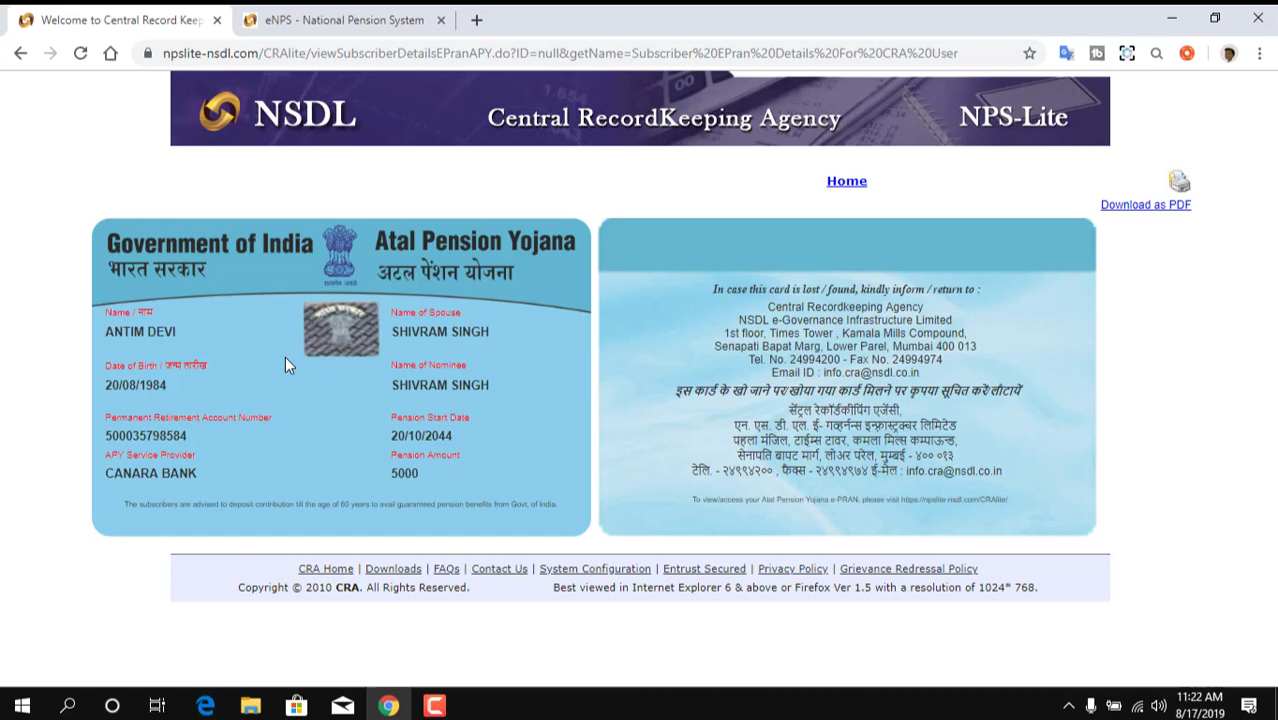 Welcome to Central Record Keep
eNPS - National Pension System
npslite-nsdl.com/CRAlite/viewSubscriberDetailsEPranAPY.do?ID=null&getName=Subscriber%20EPran%20Details%20For%20CRA%20User
NSDL
Central RecordKeeping Agency
NPS-Lite
Home
Download as PDF
Government of India
भारत सरकार
Atal Pension Yojana
अटल पेंशन योजना
Name / नाम
ANTIM DEVI
Name of Spouse
SHIVRAM SINGH
Date of Birth / जन्म तारीख
20/08/1984
Name of Nominee
SHIVRAM SINGH
Permanent Retirement Account Number
500035798584
Pension Start Date
20/10/2044
APY Service Provider
CANARA BANK
Pension Amount
5000
The subscribers are advised to deposit contribution till the age of 60 years to avail guaranteed pension benefits from Govt. of India.
In case this card is lost / found, kindly inform / return to :
Central Recordkeeping Agency
NSDL e-Governance Infrastructure Limited
1st floor, Times Tower , Kamala Mills Compound,
Senapati Bapat Marg, Lower Parel, Mumbai 400 013
Tel. No. 24994200 - Fax No. 24994974
Email ID : info.cra@nsdl.co.in
इस कार्ड के खो जाने पर/खोया गया कार्ड मिलने पर कृपया सूचित करें/लौटायें
सेंट्रल रेकॉर्डकीपिंग एजेंसी,
एन. एस. डी. एल. ई- गव्हर्नन्स इन्फ्रास्ट्रक्चर लिमिटेड
पहला मंजिल, टाईम्स टावर, कमला मिल्स कम्पाऊन्ड,
सेनापति बापट मार्ग, लोअर परेल, मुम्बई - ४०० ०१३
टेलि. - २४९९४२०० , फैक्स - २४९९४९७४ ई-मेल : info.cra@nsdl.co.in
To view/access your Atal Pension Yojana e-PRAN, please visit https://npslite-nsdl.com/CRAlite/
CRA Home | Downloads | FAQs | Contact Us | System Configuration | Entrust Secured | Privacy Policy | Grievance Redressal Policy
Copyright © 2010 CRA. All Rights Reserved.
Best viewed in Internet Explorer 6 & above or Firefox Ver 1.5 with a resolution of 1024* 768.
11:22 AM
8/17/2019